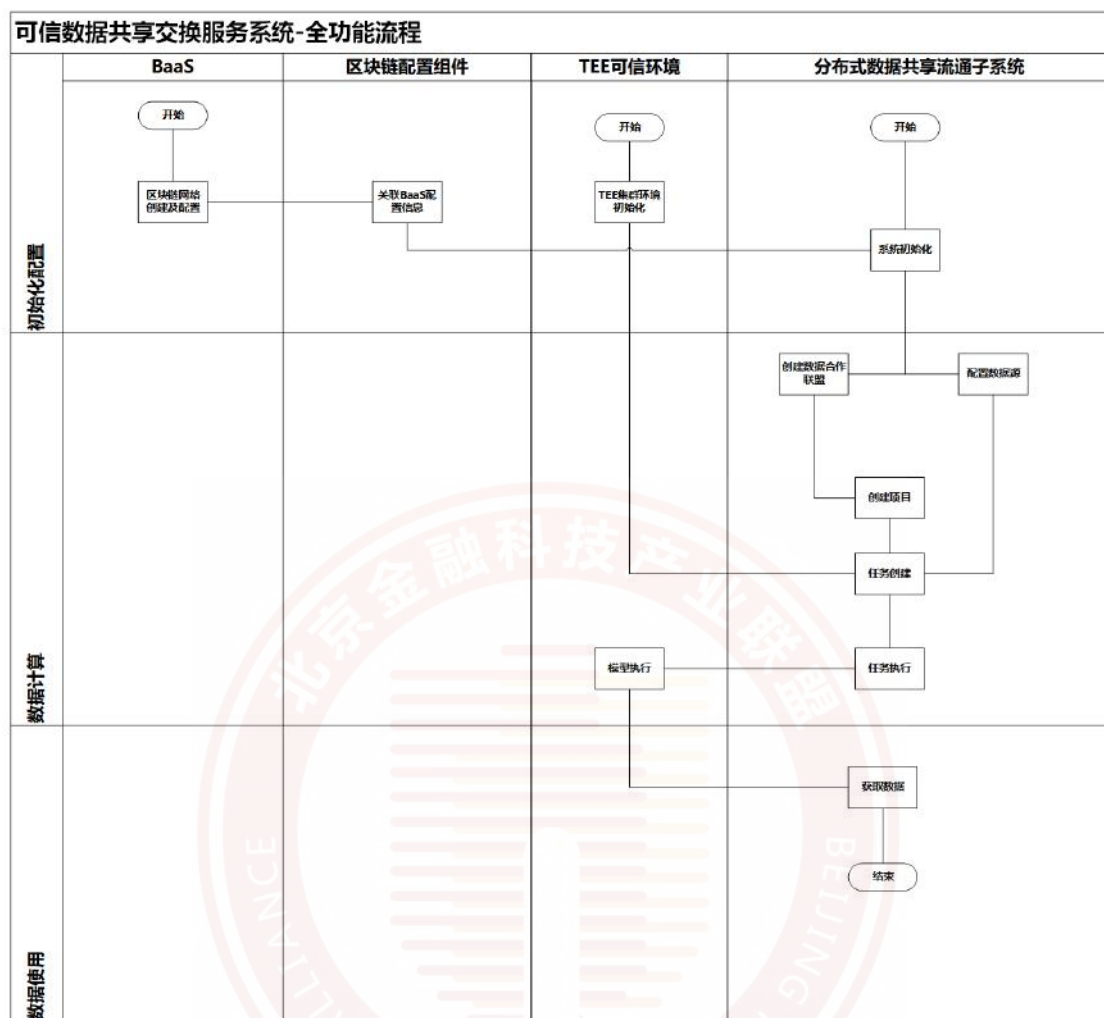 可信数据共享交换服务系统-全功能流程
BaaS
区块链配置组件
TEE可信环境
分布式数据共享流通子系统
初始化配置
开始
开始
开始
区块链网络
创建及配置
关联BaaS配
置信息
TEE集群环境
初始化
系统初始化
数据计算
创建数据合作
联盟
配置数据源
创建项目
任务创建
模型执行
任务执行
数据使用
获取数据
结束
北京金融科技产业联盟
ALLIANCE
BEIJING